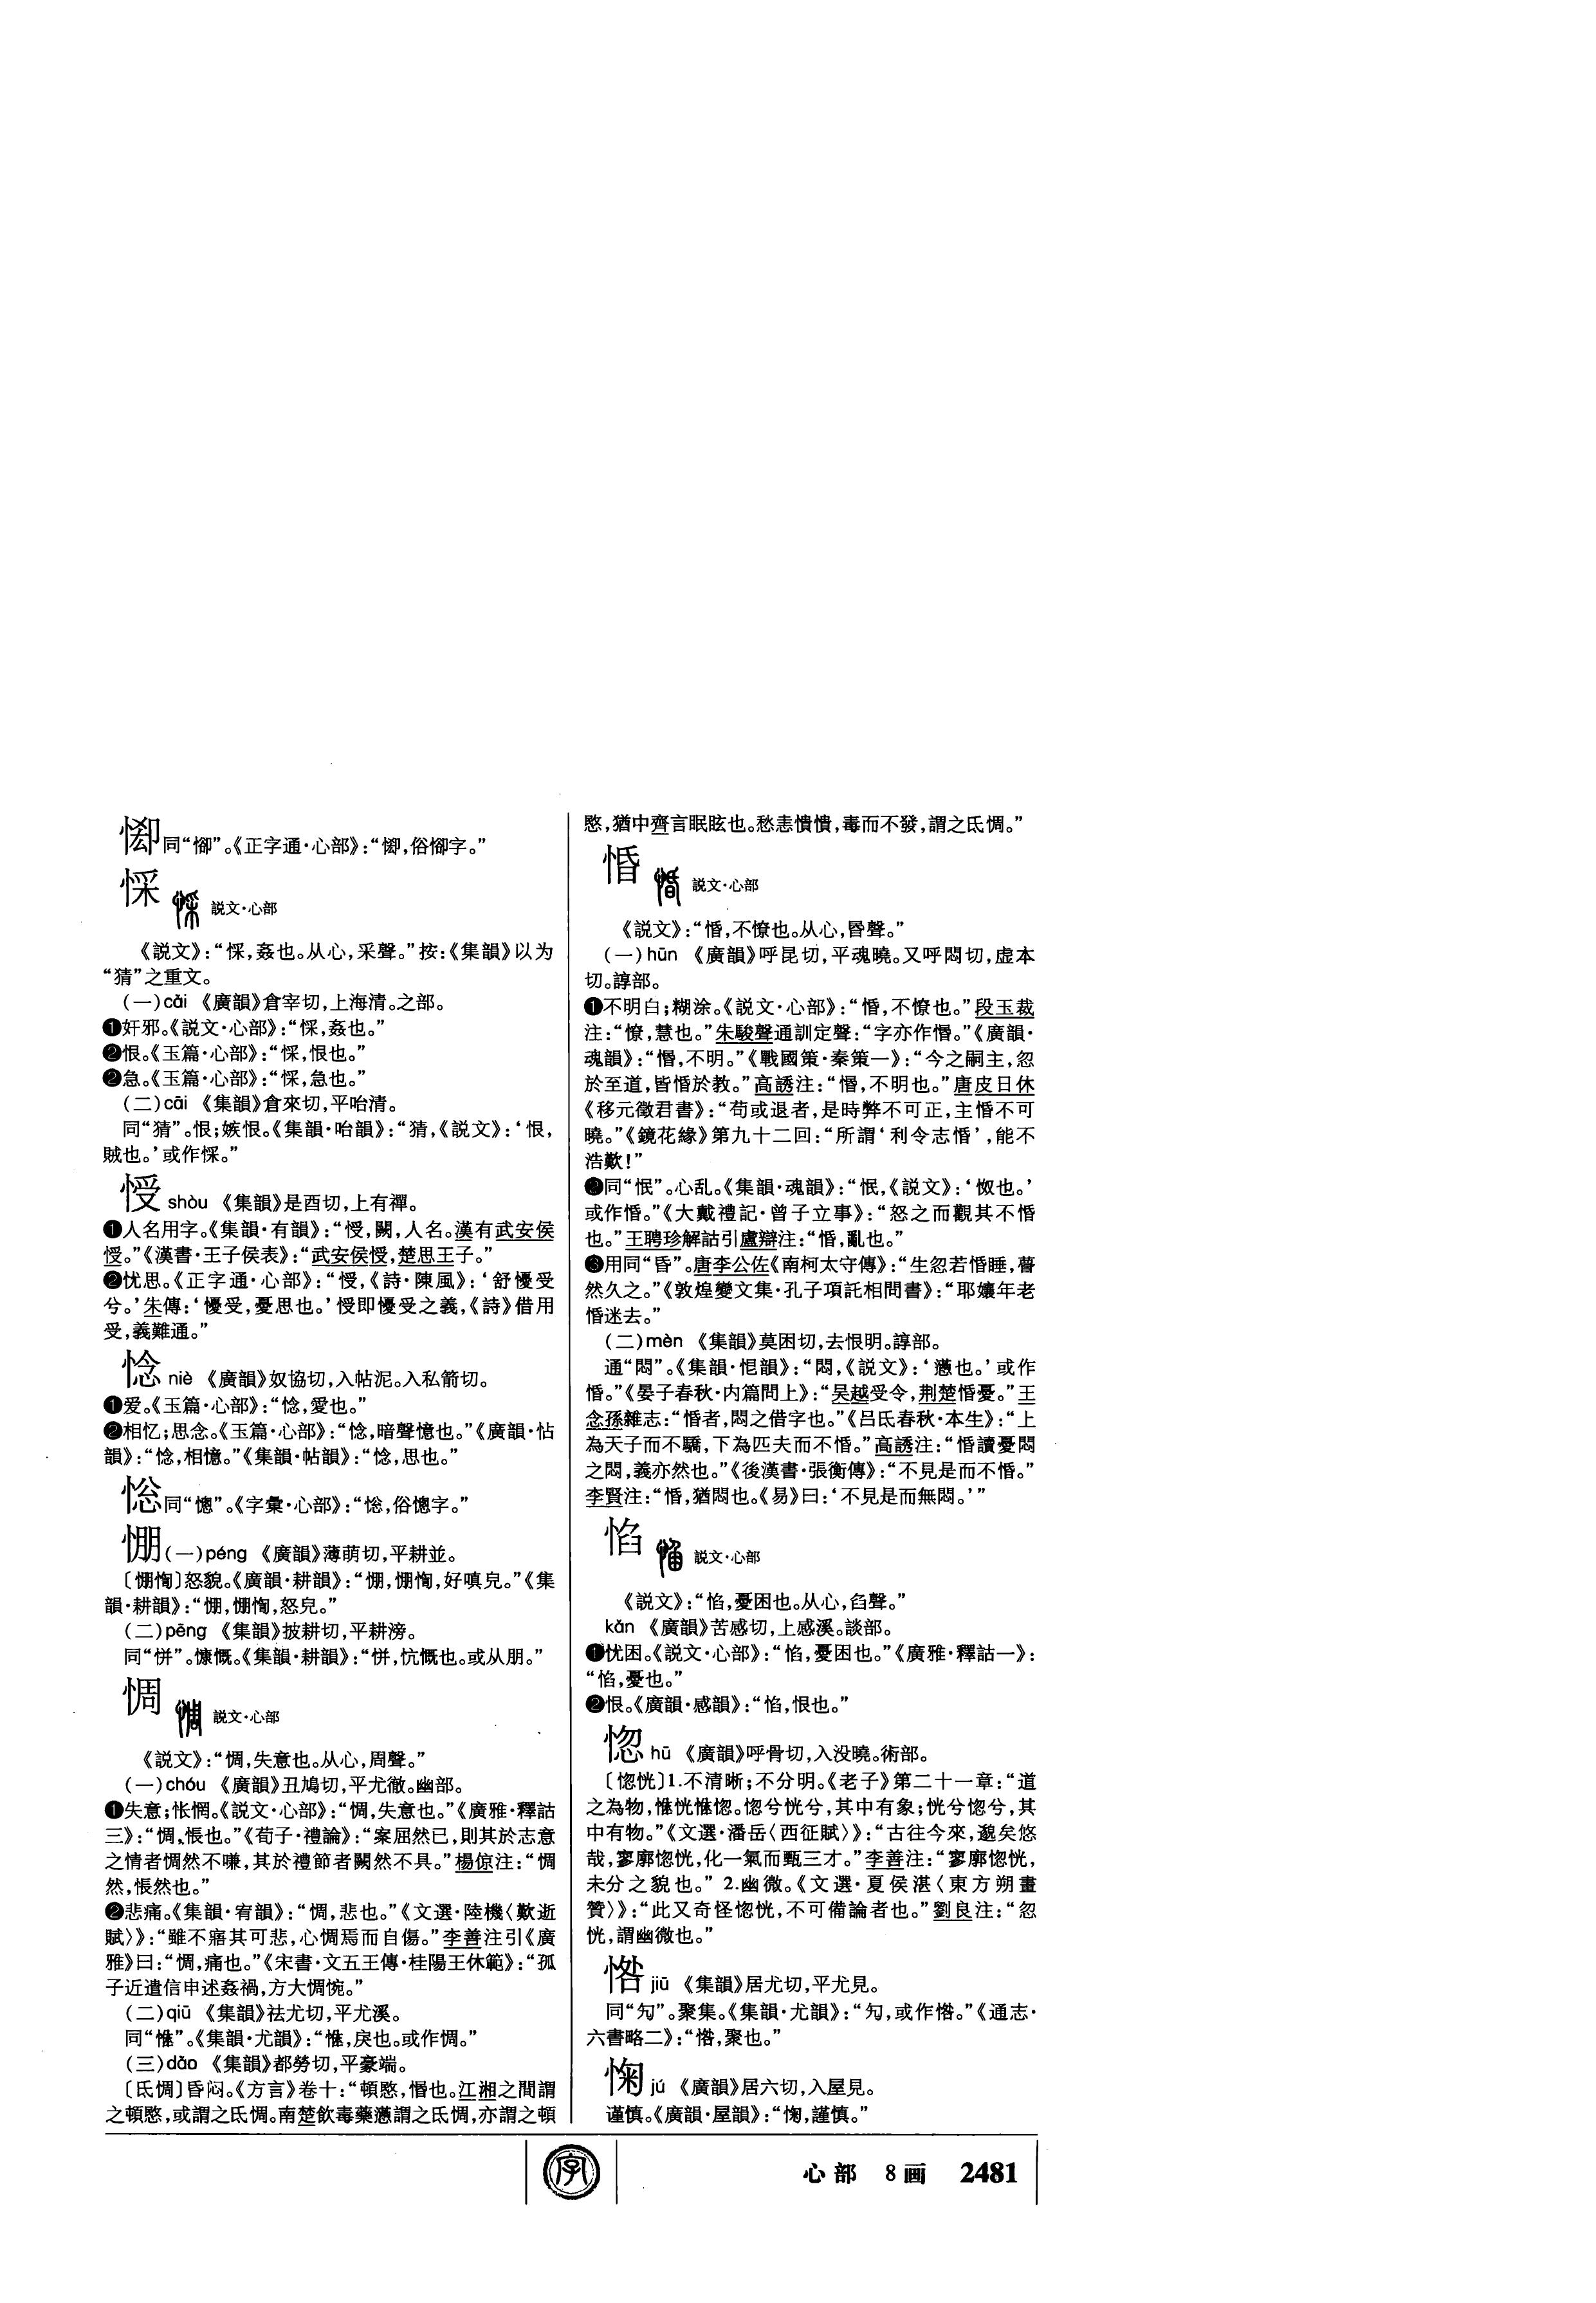 同“㥛”。《正字通·心部》：“，俗字。”
㥒
説文·心部
《説文》：“㥒，姦也。从心，采聲。”按：《集韻》以为
“猜”之重文。
（一）cǎi 《廣韻》倉宰切，上海清。之部。
❶奸邪。《説文·心部》：“㥒，姦也。”
❷恨。《玉篇·心部》：“㥒，恨也。”
❷急。《玉篇·心部》：“㥒，急也。”
（二）cāi 《集韻》倉來切，平咍清。
同“猜”。恨；嫉恨。《集韻·咍韻》：“猜，《説文》：‘恨，
賊也。’或作㥒。”
㥅 shòu 《集韻》是酉切，上有禪。
❶人名用字。《集韻·有韻》：“㥅，闕，人名。漢有武安侯
㥅。”《漢書·王子侯表》：“武安侯㥅，楚思王子。”
❷忧思。《正字通·心部》：“㥅，《詩·陳風》：‘舒懮受
兮。’朱傳：‘懮受，憂思也。’㥅即懮受之義，《詩》借用
受，義難通。”
惗 niè 《廣韻》奴協切，入帖泥。入私箭切。
❶爱。《玉篇·心部》：“惗，愛也。”
❷相忆；思念。《玉篇·心部》：“惗，暗聲憶也。”《廣韻·怗
韻》：“惗，相憶。”《集韻·帖韻》：“惗，思也。”
㤟同“憁”。《字彙·心部》：“，俗憁字。”
㥊（一）péng 《廣韻》薄萌切，平耕並。
〔㥊恟〕怒貌。《廣韻·耕韻》：“㥊，㥊恟，好嗔皃。”《集
韻·耕韻》：“㥊，㥊恟，怒皃。”
（二）pēng 《集韻》披耕切，平耕滂。
同“恲”。慷慨。《集韻·耕韻》：“恲，忼慨也。或从朋。”
惆
説文·心部
《説文》：“惆，失意也。从心，周聲。”
（一）chóu 《廣韻》丑鳩切，平尤徹。幽部。
❶失意；怅惘。《説文·心部》：“惆，失意也。”《廣雅·釋詁
三》：“惆，悵也。”《荀子·禮論》：“案屈然已，則其於志意
之情者惆然不嗛，其於禮節者闕然不具。”楊倞注：“惆
然，悵然也。”
❷悲痛。《集韻·宥韻》：“惆，悲也。”《文選·陸機〈歎逝
賦〉》：“雖不寤其可悲，心惆焉而自傷。”李善注引《廣
雅》曰：“惆，痛也。”《宋書·文五王傳·桂陽王休範》：“孤
子近遣信申述姦禍，方大惆惋。”
（二）qiū 《集韻》祛尤切，平尤溪。
同“惟”。《集韻·尤韻》：“惟，戾也。或作惆。”
（三）dāo 《集韻》都勞切，平豪端。
〔氐惆〕昏闷。《方言》卷十：“頓愍，惽也。江湘之間謂
之頓愍，或謂之氐惆。南楚飲毒藥懣謂之氐惆，亦謂之頓
愍，猶中齊言眠眩也。愁恚憒憒，毒而不發，謂之氐惆。”
惛
説文·心部
《説文》：“惛，不憭也。从心，昬聲。”
（一）hūn 《廣韻》呼昆切，平魂曉。又呼悶切，虚本
切。諄部。
❶不明白；糊涂。《説文·心部》：“惛，不憭也。”段玉裁
注：“憭，慧也。”朱駿聲通訓定聲：“字亦作惽。”《廣韻·
魂韻》：“惽，不明。”《戰國策·秦策一》：“今之嗣主，忽
於至道，皆惛於教。”高誘注：“惽，不明也。”唐皮日休
《移元徵君書》：“苟或退者，是時弊不可正，主惛不可
曉。”《鏡花緣》第九十二回：“所謂‘利令志惛’，能不
浩歎！”
❷同“怋”。心乱。《集韻·魂韻》：“怋，《説文》：‘怓也。’
或作惛。”《大戴禮記·曾子立事》：“怒之而觀其不惛
也。”王聘珍解詁引盧辯注：“惛，亂也。”
❸用同“昏”。唐李公佐《南柯太守傳》：“生忽若惛睡，瞢
然久之。”《敦煌變文集·孔子項託相問書》：“耶孃年老
惛迷去。”
（二）mèn 《集韻》莫困切，去恨明。諄部。
通“悶”。《集韻·恨韻》：“悶，《説文》：‘懣也。’或作
惛。”《晏子春秋·内篇問上》：“吴越受令，荆楚惛憂。”王
念孫雜志：“惛者，悶之借字也。”《吕氏春秋·本生》：“上
為天子而不驕，下為匹夫而不惛。”高誘注：“惛讀憂悶
之悶，義亦然也。”《後漢書·張衡傳》：“不見是而不惛。”
李賢注：“惛，猶悶也。《易》曰：‘不見是而無悶。’”
惂
説文·心部
《説文》：“惂，憂困也。从心，臽聲。”
kǎn 《廣韻》苦感切，上感溪。談部。
❶忧困。《説文·心部》：“惂，憂困也。”《廣雅·釋詁一》：
“惂，憂也。”
❷恨。《廣韻·感韻》：“惂，恨也。”
惚 hū 《廣韻》呼骨切，入没曉。術部。
〔惚恍〕1.不清晰；不分明。《老子》第二十一章：“道
之為物，惟恍惟惚。惚兮恍兮，其中有象；恍兮惚兮，其
中有物。”《文選·潘岳〈西征賦〉》：“古往今來，邈矣悠
哉，寥廓惚恍，化一氣而甄三才。”李善注：“寥廓惚恍，
未分之貌也。” 2.幽微。《文選·夏侯湛〈東方朔畫
贊〉》：“此又奇怪惚恍，不可備論者也。”劉良注：“忽
恍，謂幽微也。”
㤹 jiū 《集韻》居尤切，平尤見。
同“勼”。聚集。《集韻·尤韻》：“勼，或作。”《通志·
六書略二》：“，聚也。”
㥌 jú 《廣韻》居六切，入屋見。
谨慎。《廣韻·屋韻》：“㥌，謹慎。”
字
心部 8画 2481